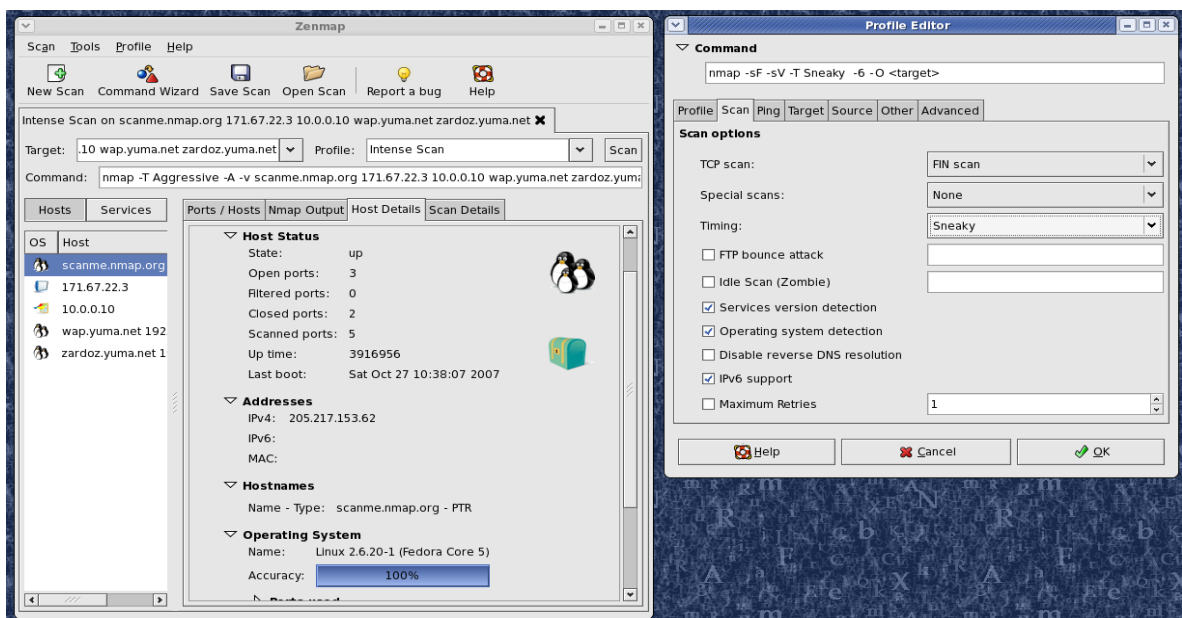 Zenmap
Scan Tools Profile Help
New Scan Command Wizard Save Scan Open Scan Report a bug Help
Intense Scan on scanme.nmap.org 171.67.22.3 10.0.0.10 wap.yuma.net zardoz.yuma.net
Target: .10 wap.yuma.net zardoz.yuma.net Profile: Intense Scan Scan
Command: nmap -T Aggressive -A -v scanme.nmap.org 171.67.22.3 10.0.0.10 wap.yuma.net zardoz.yuma
Hosts Services
OS Host
scanme.nmap.org
171.67.22.3
10.0.0.10
wap.yuma.net 192
zardoz.yuma.net 1
Ports / Hosts Nmap Output Host Details Scan Details
Host Status
State: up
Open ports: 3
Filtered ports: 0
Closed ports: 2
Scanned ports: 5
Up time: 3916956
Last boot: Sat Oct 27 10:38:07 2007
Addresses
IPv4: 205.217.153.62
IPv6:
MAC:
Hostnames
Name - Type: scanme.nmap.org - PTR
Operating System
Name: Linux 2.6.20-1 (Fedora Core 5)
Accuracy: 100%
Profile Editor
Command
nmap -sF -sV -T Sneaky -6 -O <target>
Profile Scan Ping Target Source Other Advanced
Scan options
TCP scan: FIN scan
Special scans: None
Timing: Sneaky
FTP bounce attack
Idle Scan (Zombie)
Services version detection
Operating system detection
Disable reverse DNS resolution
IPv6 support
Maximum Retries 1
Help Cancel OK